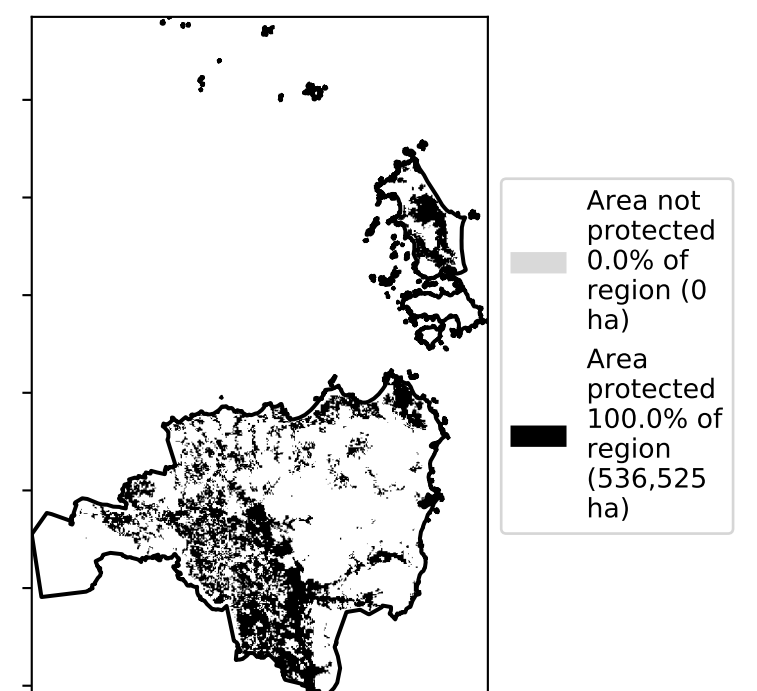 Area not
protected
0.0% of
region (0
ha)
Area
protected
100.0% of
region
(536,525
ha)